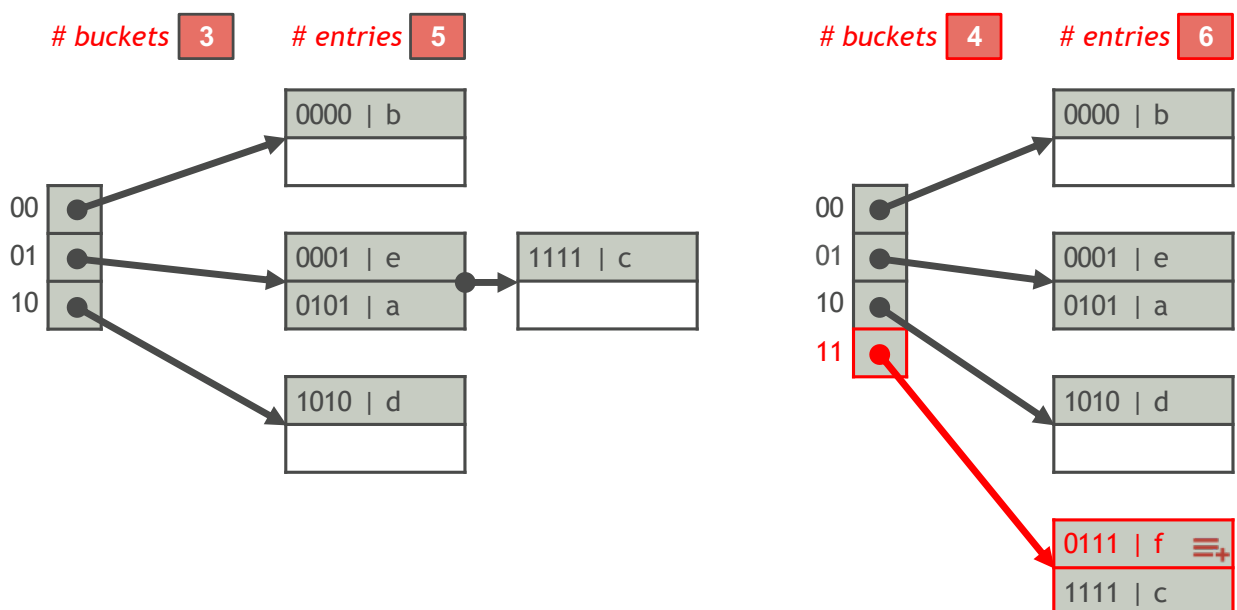 # buckets 3 # entries 5
0000 | b
00
01 0001 | e 1111 | c
10 0101 | a
1010 | d
# buckets 4 # entries 6
0000 | b
00
01 0001 | e
10 0101 | a
11
1010 | d
0111 | f
1111 | c